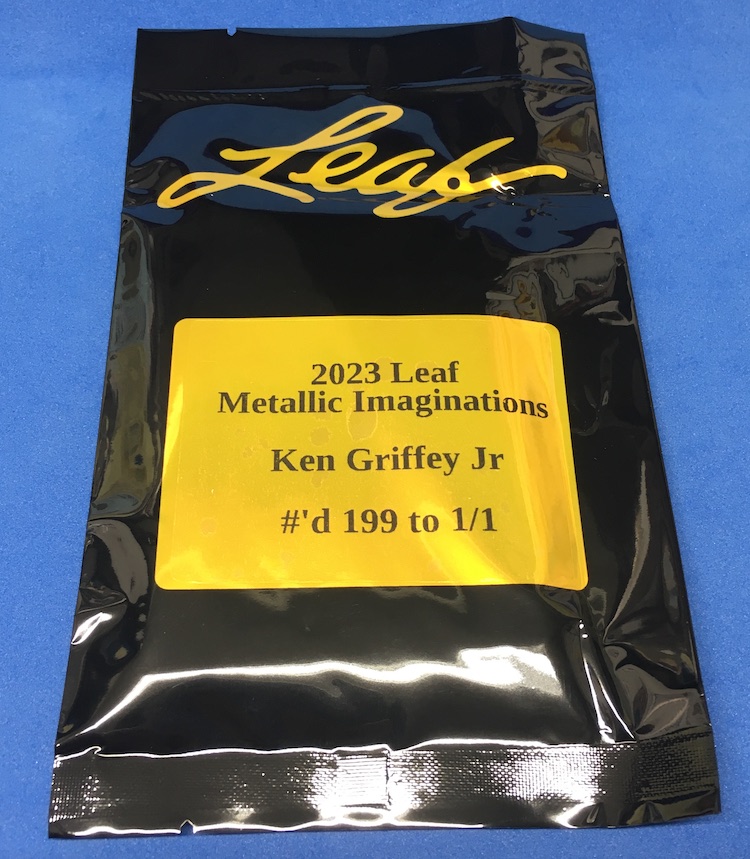 Leaf
2023 Leaf
Metallic Imaginations
Ken Griffey Jr
#'d 199 to 1/1